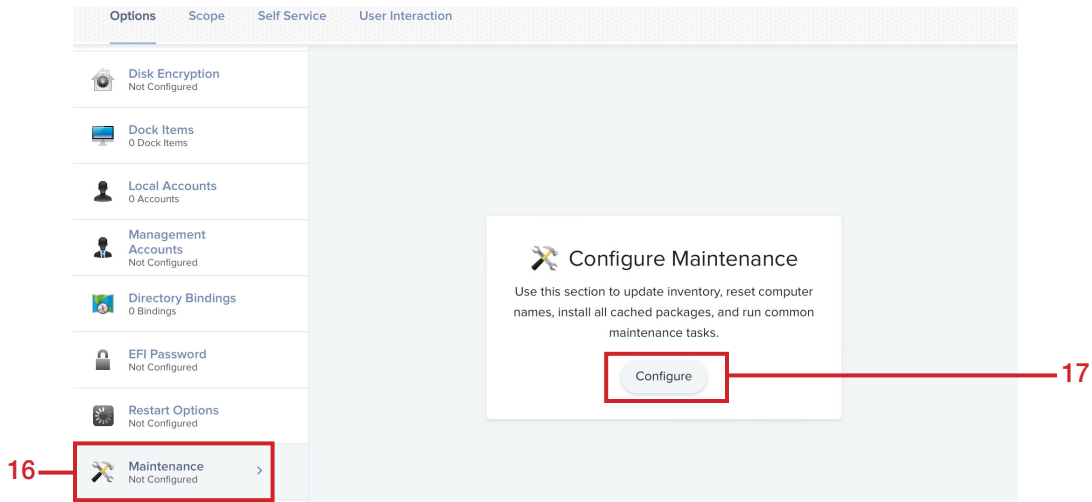 Options Scope Self Service User Interaction
Disk Encryption
Not Configured
Dock Items
0 Dock Items
Local Accounts
0 Accounts
Management
Accounts
Not Configured
Directory Bindings
0 Bindings
EFI Password
Not Configured
Restart Options
Not Configured
16
Maintenance
Not Configured
Configure Maintenance
Use this section to update inventory, reset computer
names, install all cached packages, and run common
maintenance tasks.
Configure
17